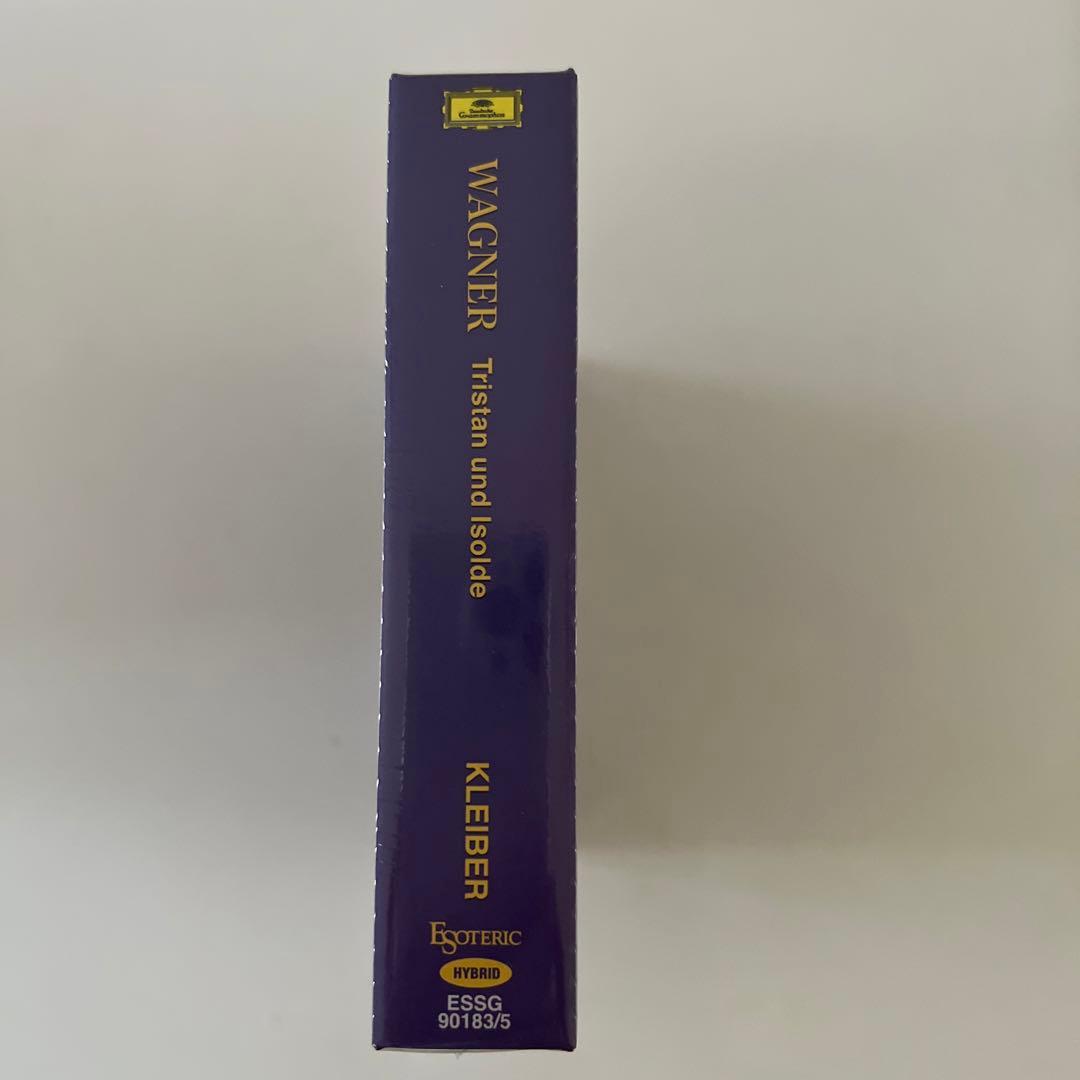 Deutsche
Grammophon
WAGNER Tristan und Isolde
KLEIBER
ESOTERIC
HYBRID
ESSG
90183/5